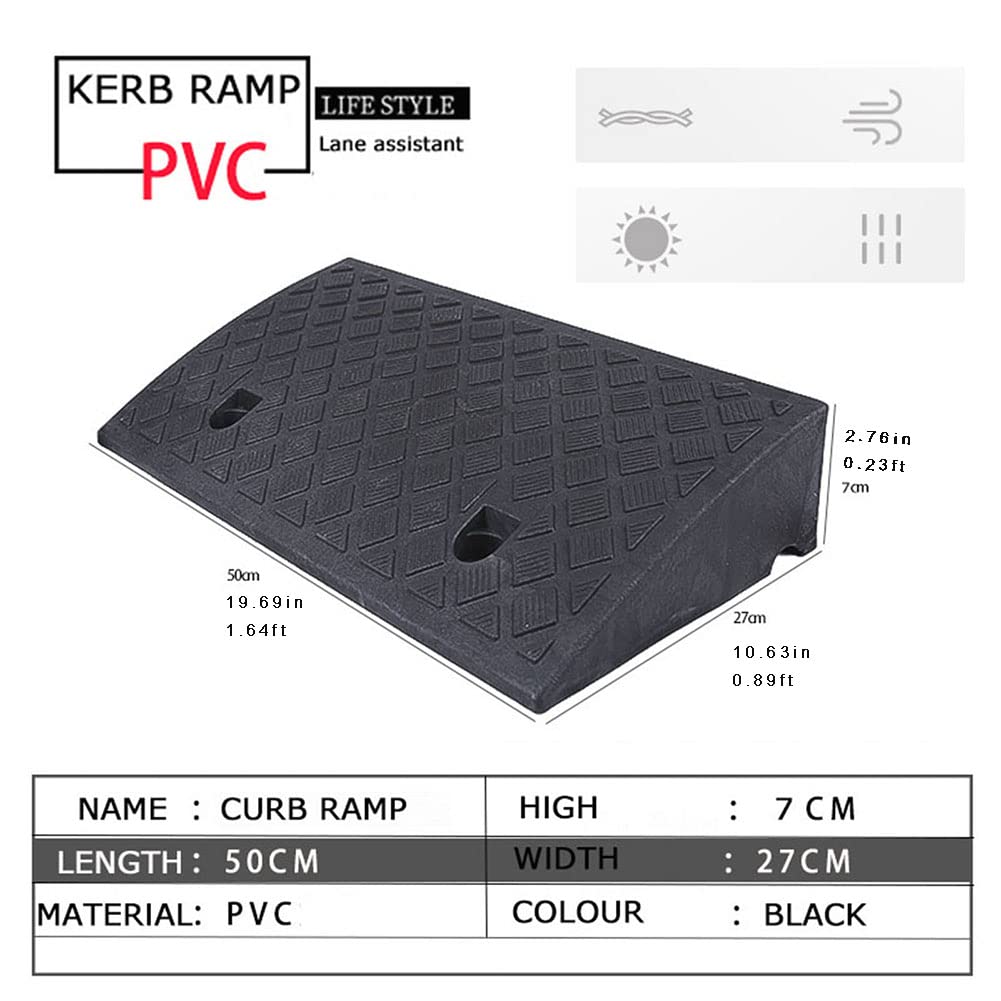 KERB RAMP
PVC
LIFE STYLE
Lane assistant
2.76in
0.23ft
7cm
50cm
19.69in
1.64ft
27cm
10.63in
0.89ft
NAME : CURB RAMP
HIGH : 7 CM
LENGTH: 50CM
WIDTH : 27CM
MATERIAL: PVC
COLOUR : BLACK